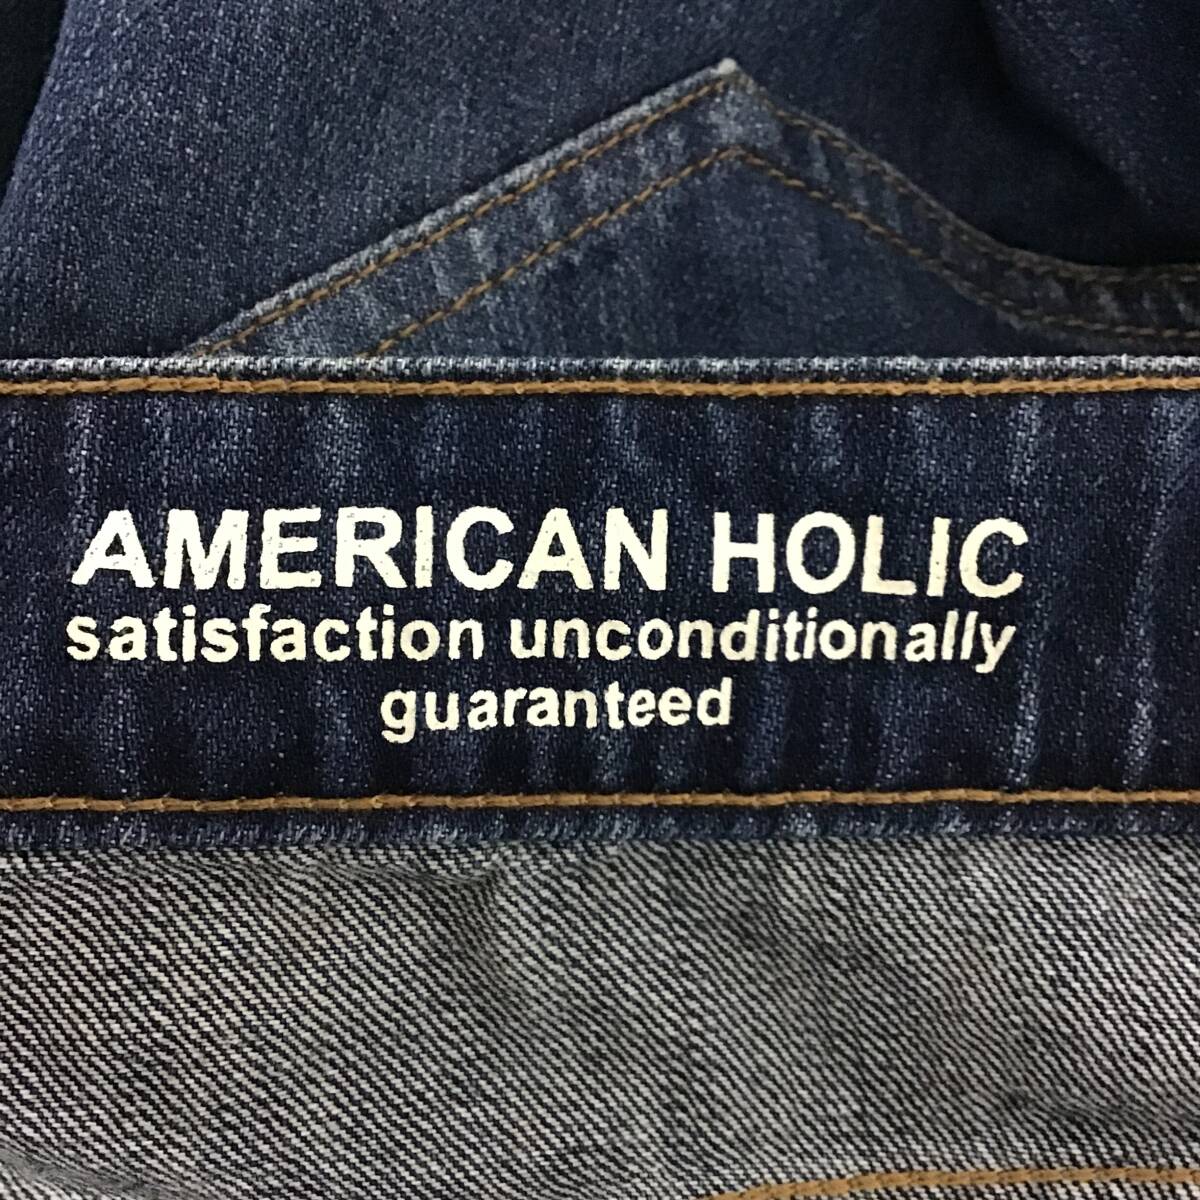 AMERICAN HOLIC
satisfaction unconditionally
guaranteed